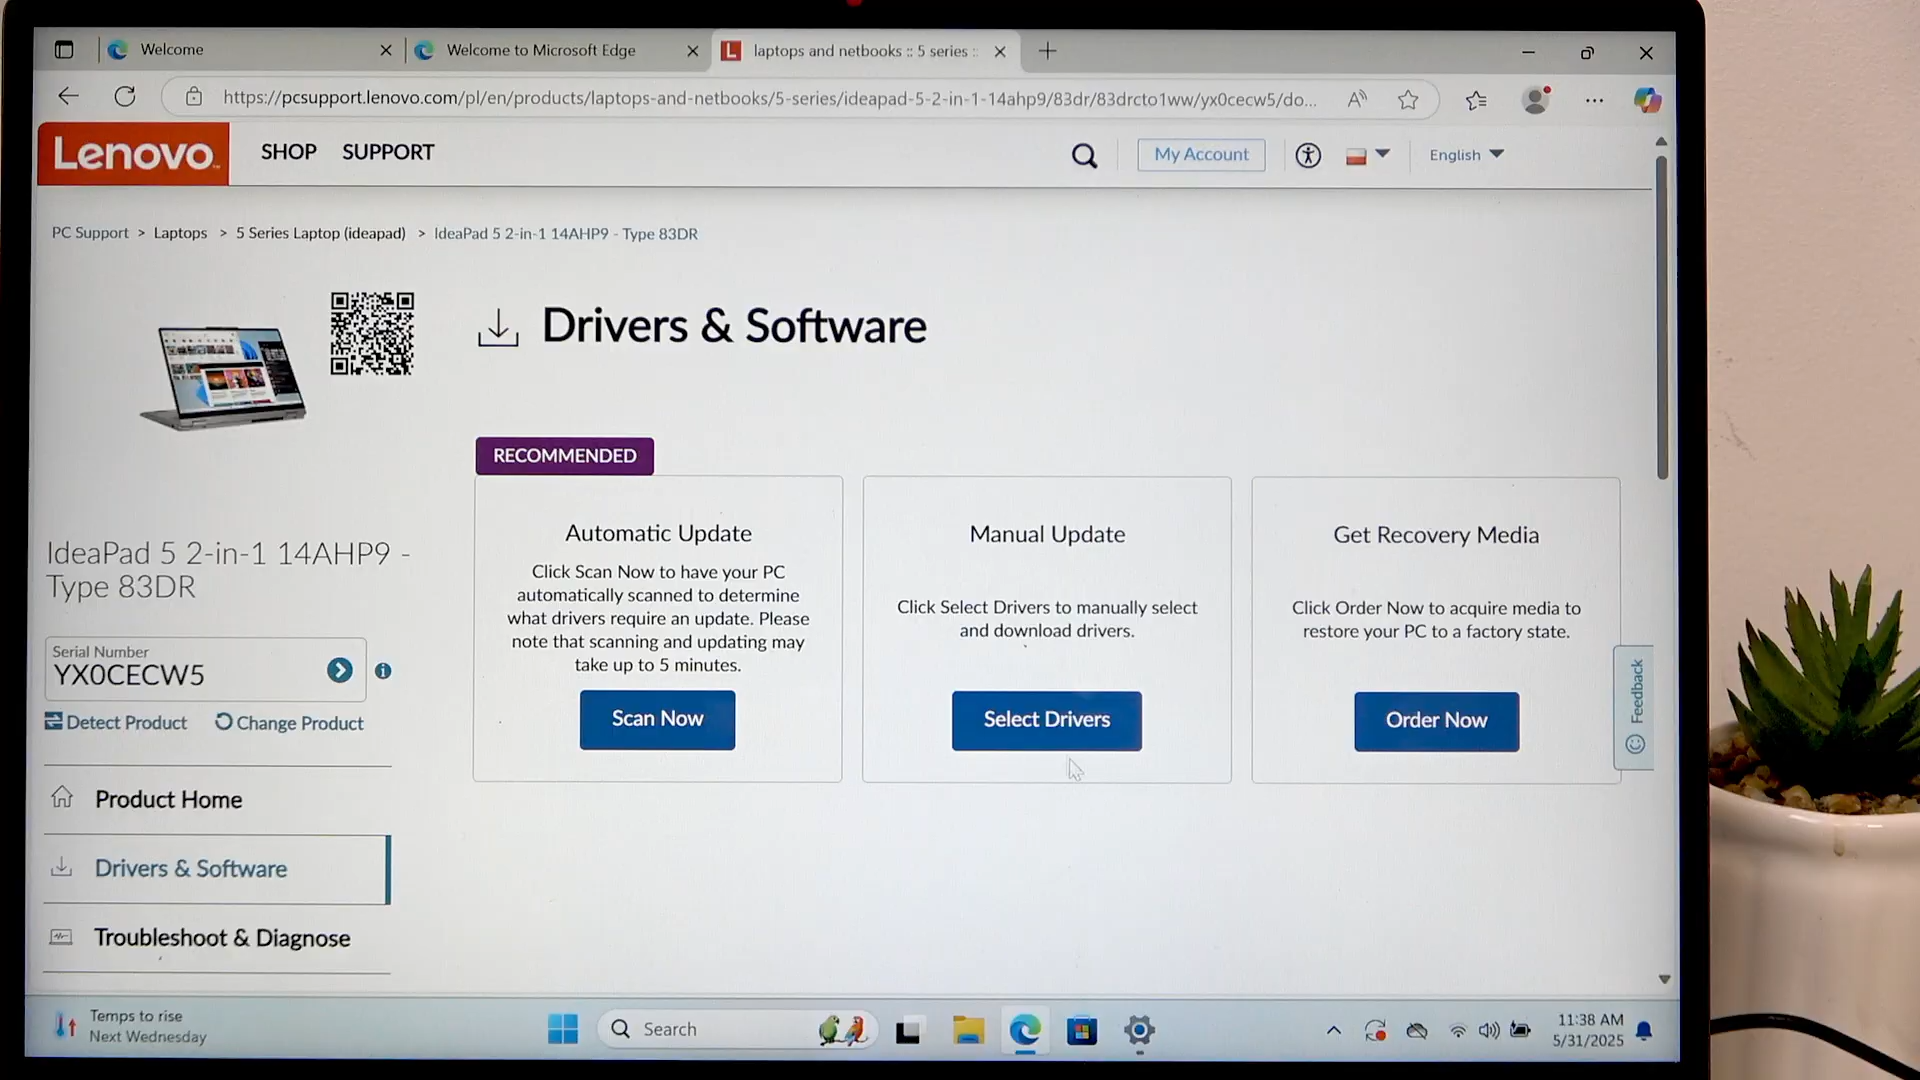 Welcome
Welcome to Microsoft Edge
L laptops and netbooks :: 5 series ::
https://pcsupport.lenovo.com/pl/en/products/laptops-and-netbooks/5-series/ideapad-5-2-in-1-14ahp9/83dr/83drcto1ww/yx0cecw5/do...
Lenovo
SHOP SUPPORT
My Account
English
PC Support > Laptops > 5 Series Laptop (ideapad) > IdeaPad 5 2-in-1 14AHP9 - Type 83DR
Drivers & Software
RECOMMENDED
Automatic Update
Click Scan Now to have your PC
automatically scanned to determine
what drivers require an update. Please
note that scanning and updating may
take up to 5 minutes.
Scan Now
Manual Update
Click Select Drivers to manually select
and download drivers.
Select Drivers
Get Recovery Media
Click Order Now to acquire media to
restore your PC to a factory state.
Order Now
Feedback
IdeaPad 5 2-in-1 14AHP9 -
Type 83DR
Serial Number
YX0CECW5
Detect Product Change Product
Product Home
Drivers & Software
Troubleshoot & Diagnose
Temps to rise
Next Wednesday
Search
11:38 AM
5/31/2025